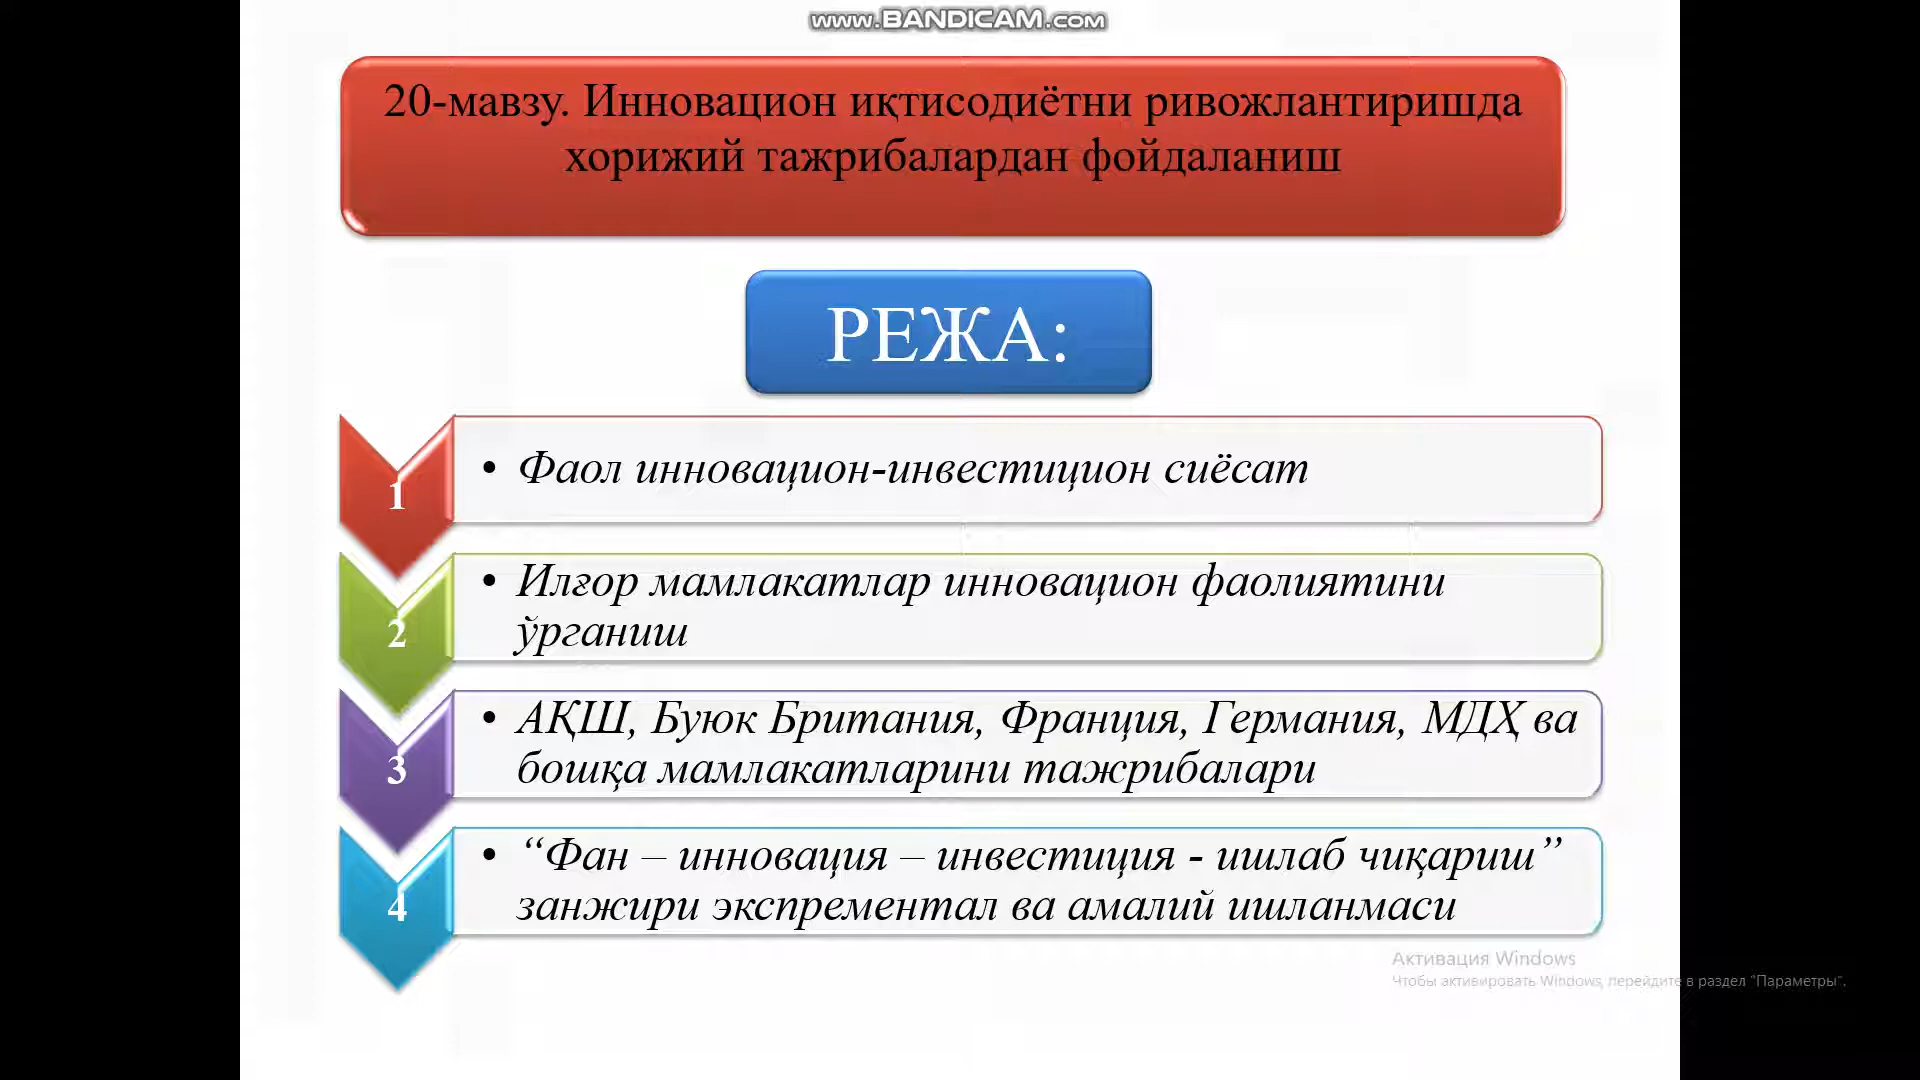 www.BANDICAM.com
20-мавзу. Инновацион иқтисодиётни ривожлантиришда
хорижий тажрибалардан фойдаланиш
РЕЖА:
1
• Фаол инновацион-инвестицион сиёсат
2
• Илғор мамлакатлар инновацион фаолиятини
ўрганиш
3
• АҚШ, Буюк Британия, Франция, Германия, МДҲ ва
бошқа мамлакатларини тажрибалари
4
• “Фан – инновация – инвестиция - ишлаб чиқариш”
занжири экспрементал ва амалий ишланмаси
Активация Windows
Чтобы активировать Windows, перейдите в раздел "Параметры".